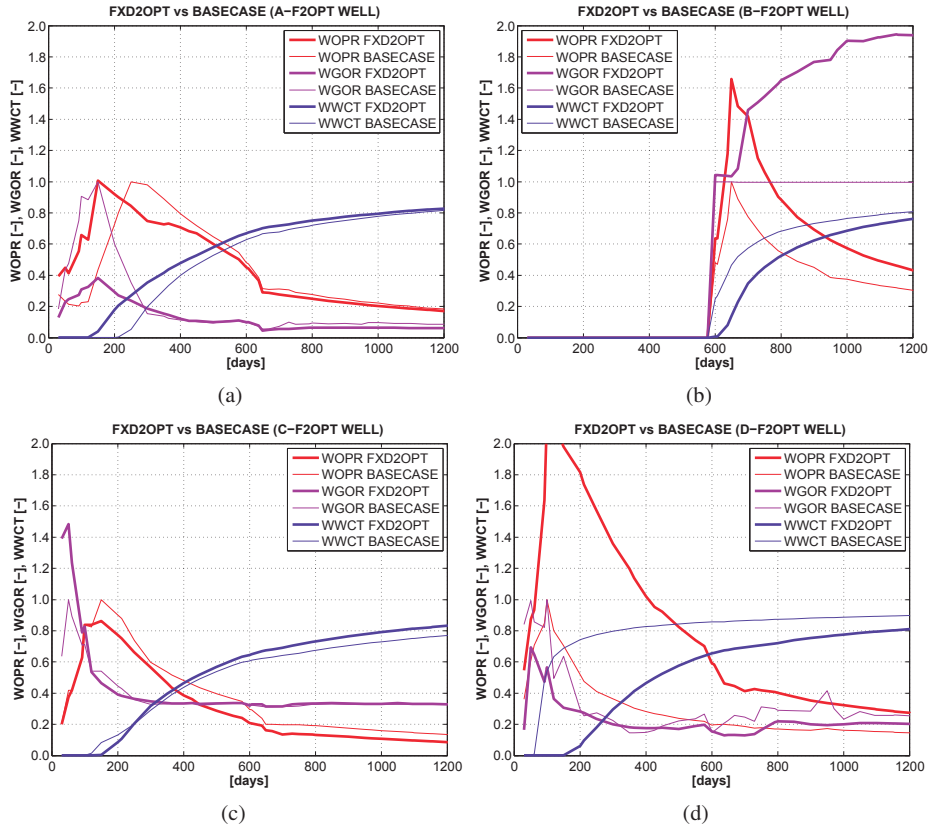 FXD2OPT vs BASECASE (A−F2OPT WELL)
WOPR [−], WGOR [−], WWCT [−]
2.0
1.8
1.6
1.4
1.2
1.0
0.8
0.6
0.4
0.2
0.0
WOPR FXD2OPT
WOPR BASECASE
WGOR FXD2OPT
WGOR BASECASE
WWCT FXD2OPT
WWCT BASECASE
0 200 400 600 800 1000 1200
[days]
(a)
FXD2OPT vs BASECASE (B−F2OPT WELL)
WOPR [−], WGOR [−], WWCT [−]
2.0
1.8
1.6
1.4
1.2
1.0
0.8
0.6
0.4
0.2
0.0
WOPR FXD2OPT
WOPR BASECASE
WGOR FXD2OPT
WGOR BASECASE
WWCT FXD2OPT
WWCT BASECASE
0 200 400 600 800 1000 1200
[days]
(b)
FXD2OPT vs BASECASE (C−F2OPT WELL)
WOPR [−], WGOR [−], WWCT [−]
2.0
1.8
1.6
1.4
1.2
1.0
0.8
0.6
0.4
0.2
0.0
WOPR FXD2OPT
WOPR BASECASE
WGOR FXD2OPT
WGOR BASECASE
WWCT FXD2OPT
WWCT BASECASE
0 200 400 600 800 1000 1200
[days]
(c)
FXD2OPT vs BASECASE (D−F2OPT WELL)
WOPR [−], WGOR [−], WWCT [−]
2.0
1.8
1.6
1.4
1.2
1.0
0.8
0.6
0.4
0.2
0.0
WOPR FXD2OPT
WOPR BASECASE
WGOR FXD2OPT
WGOR BASECASE
WWCT FXD2OPT
WWCT BASECASE
0 200 400 600 800 1000 1200
[days]
(d)